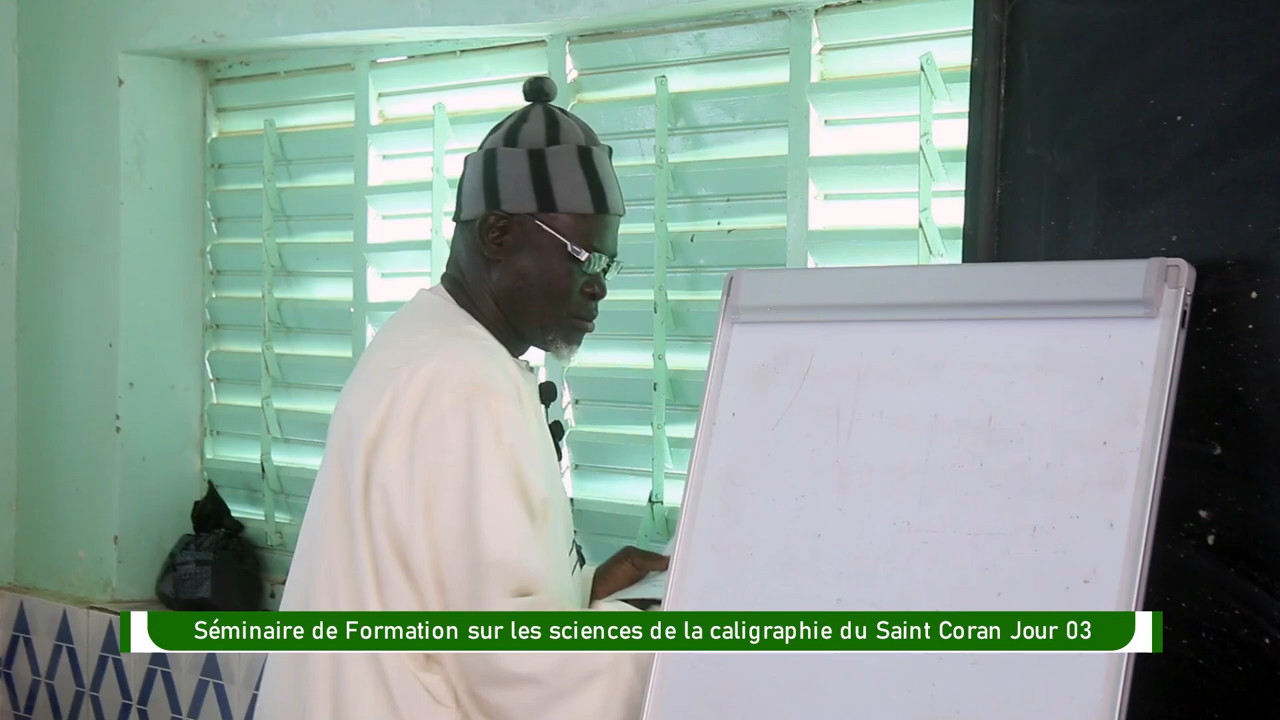 Séminaire de Formation sur les sciences de la caligraphie du Saint Coran Jour 03